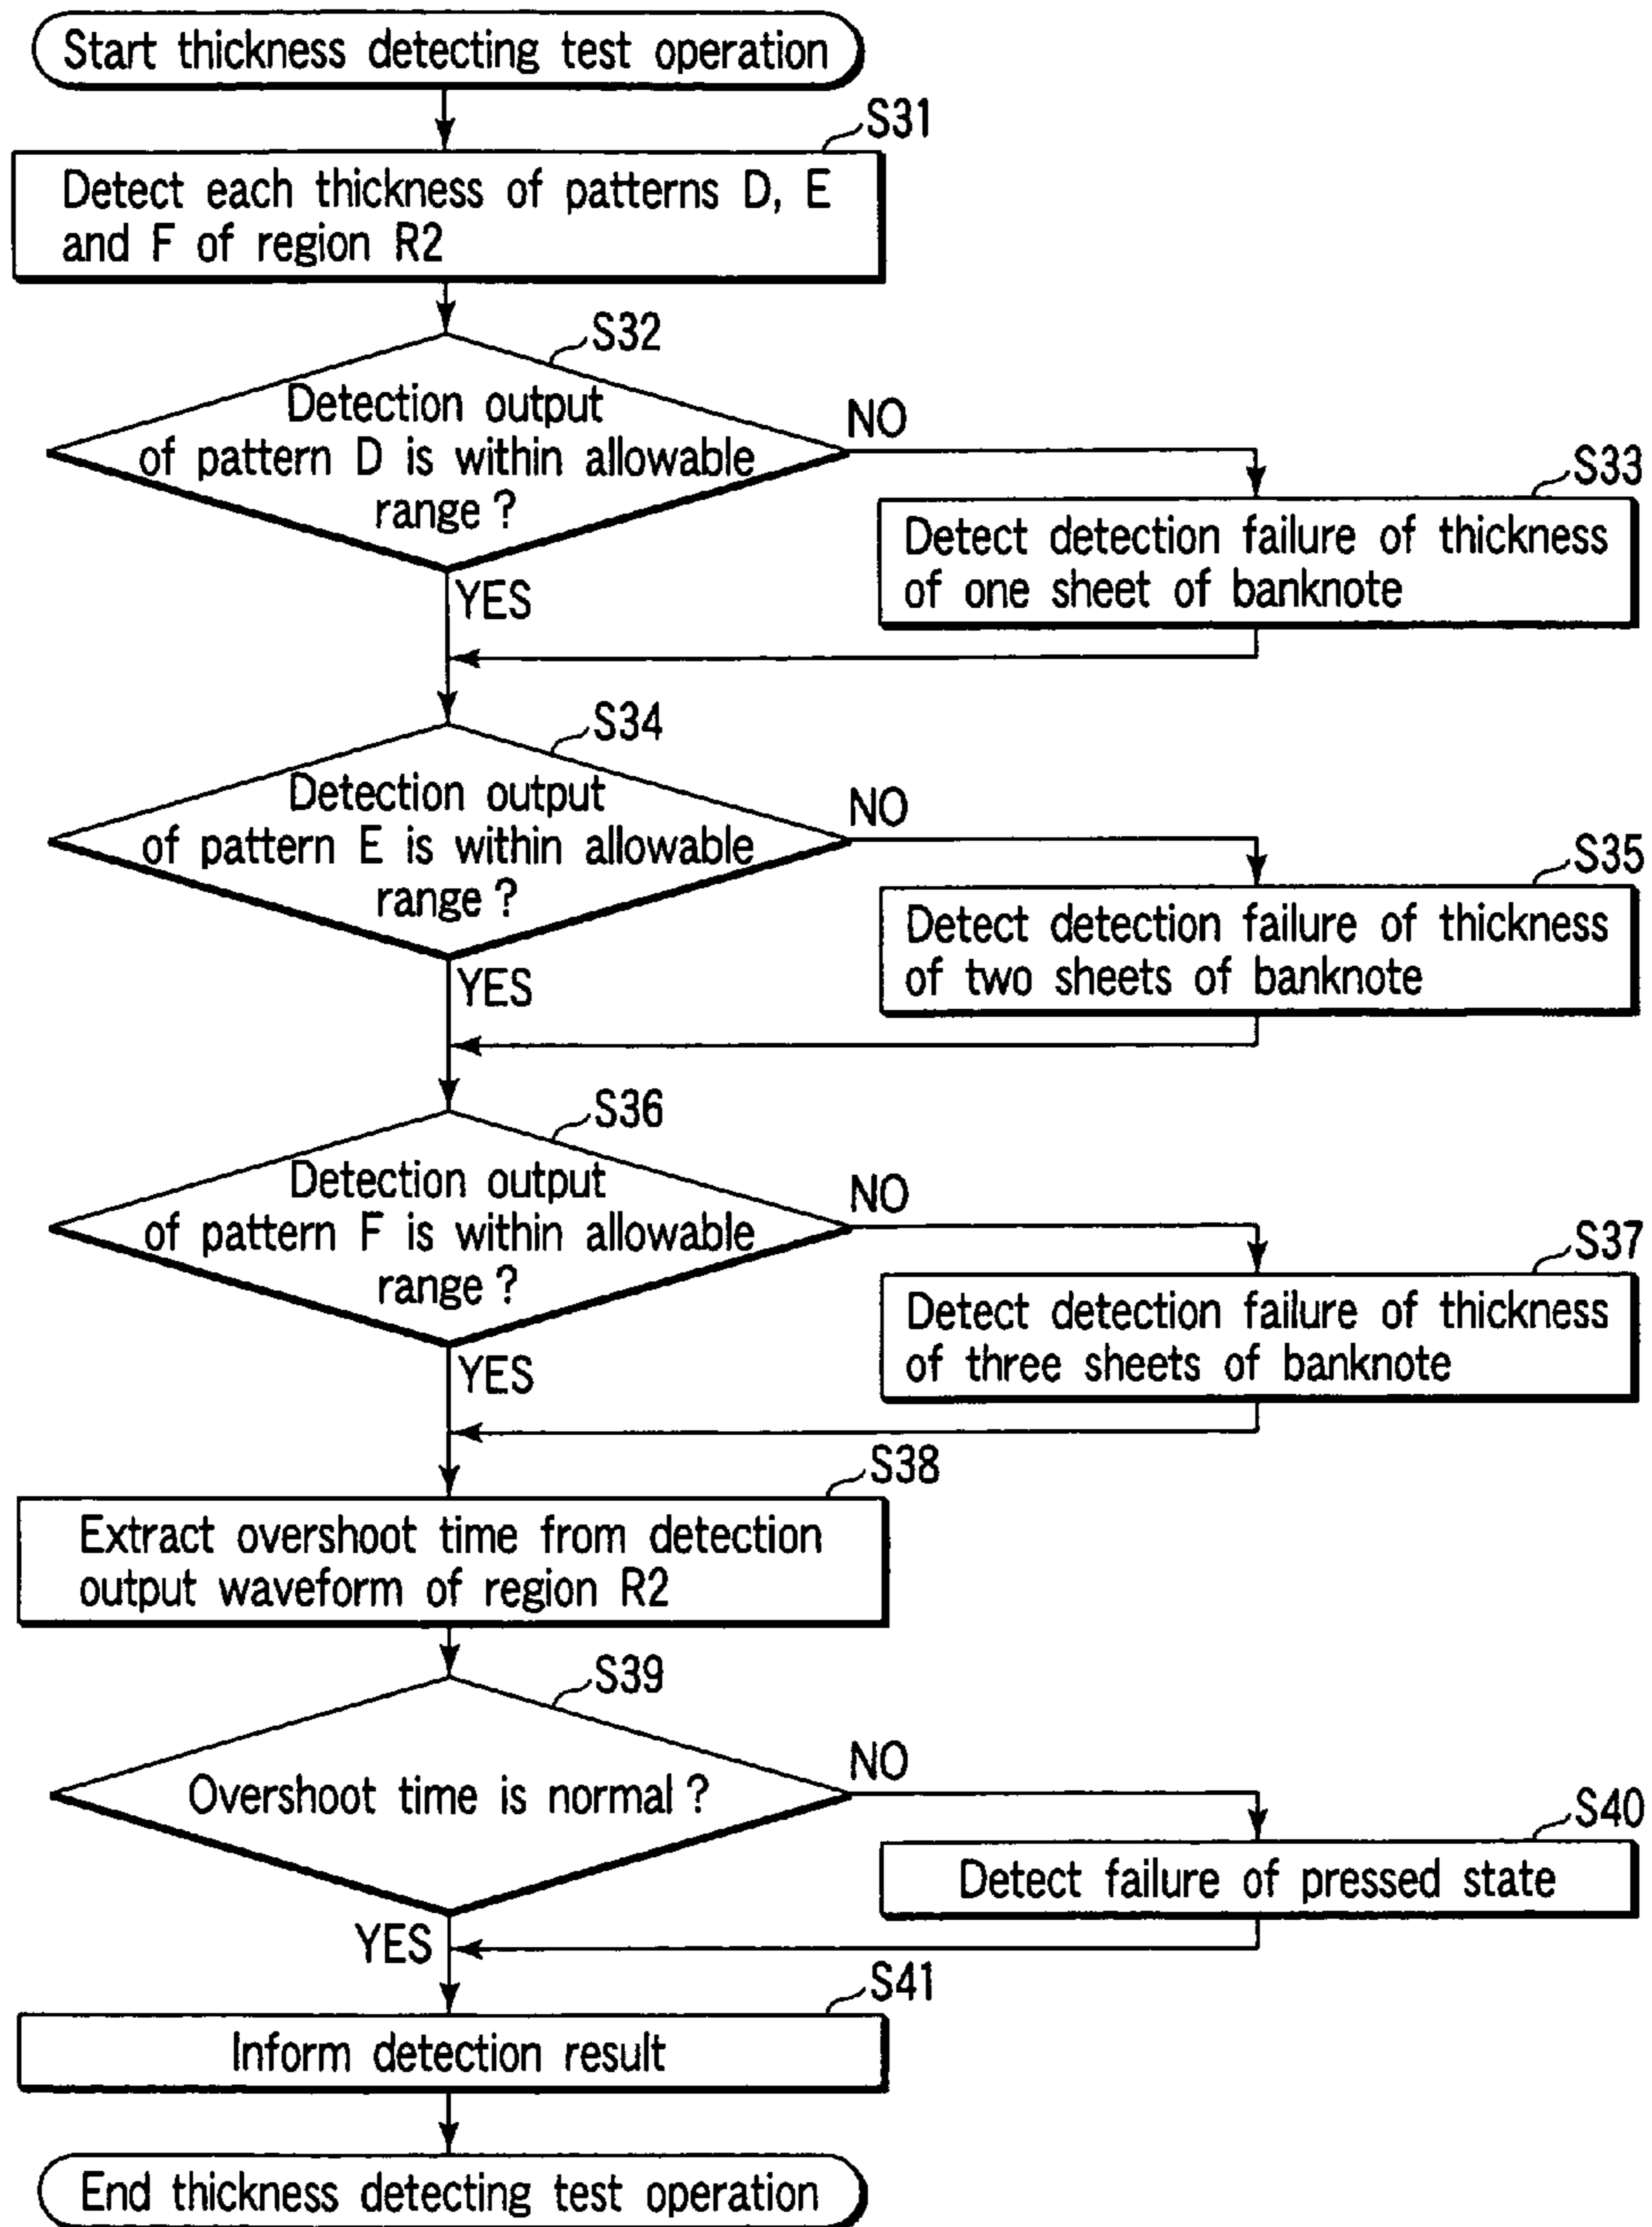 Start thickness detecting test operation
S31
Detect each thickness of patterns D, E
and F of region R2
S32
Detection output
of pattern D is within allowable
range ?
NO
YES
S33
Detect detection failure of thickness
of one sheet of banknote
S34
Detection output
of pattern E is within allowable
range ?
NO
YES
S35
Detect detection failure of thickness
of two sheets of banknote
S36
Detection output
of pattern F is within allowable
range ?
NO
YES
S37
Detect detection failure of thickness
of three sheets of banknote
S38
Extract overshoot time from detection
output waveform of region R2
S39
Overshoot time is normal ?
NO
YES
S40
Detect failure of pressed state
S41
Inform detection result
End thickness detecting test operation